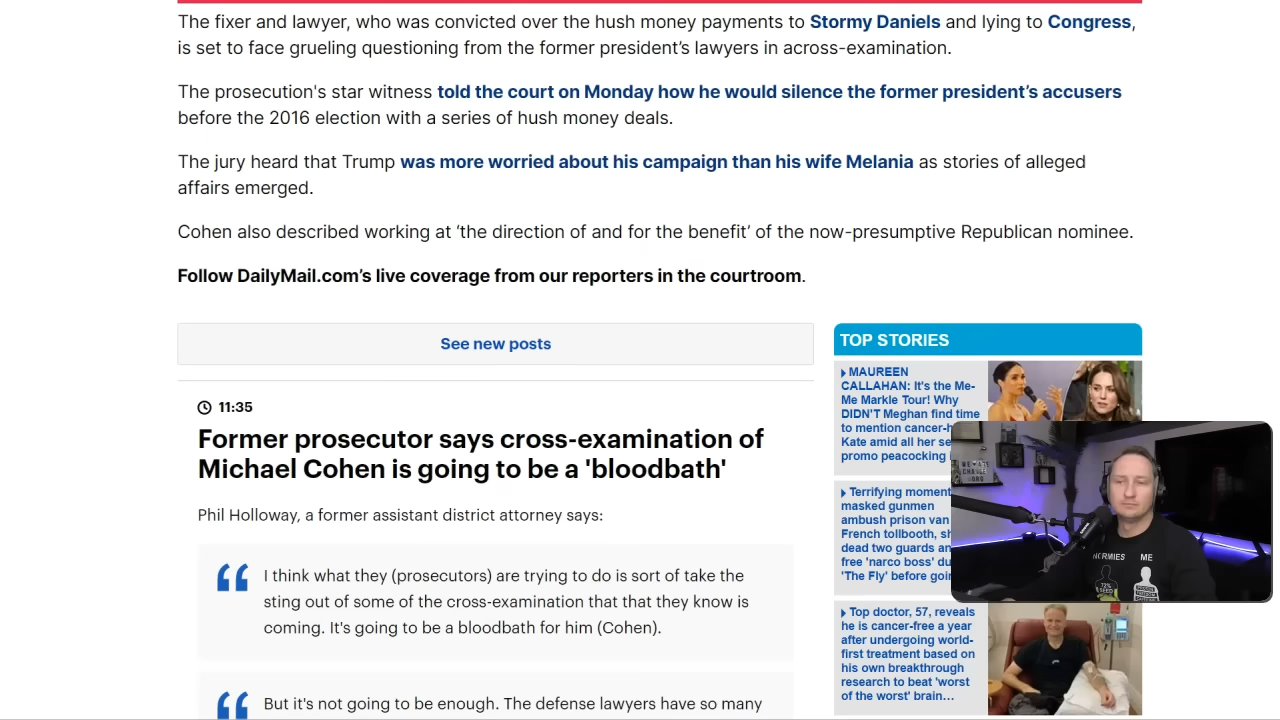 The fixer and lawyer, who was convicted over the hush money payments to Stormy Daniels and lying to Congress,
is set to face grueling questioning from the former president’s lawyers in across-examination.
The prosecution's star witness told the court on Monday how he would silence the former president’s accusers
before the 2016 election with a series of hush money deals.
The jury heard that Trump was more worried about his campaign than his wife Melania as stories of alleged
affairs emerged.
Cohen also described working at ‘the direction of and for the benefit’ of the now-presumptive Republican nominee.
Follow DailyMail.com’s live coverage from our reporters in the courtroom.
See new posts
11:35
Former prosecutor says cross-examination of
Michael Cohen is going to be a 'bloodbath'
Phil Holloway, a former assistant district attorney says:
I think what they (prosecutors) are trying to do is sort of take the
sting out of some of the cross-examination that that they know is
coming. It's going to be a bloodbath for him (Cohen).
But it's not going to be enough. The defense lawyers have so many
TOP STORIES
MAUREEN
CALLAHAN: It's the Me-
Me Markle Tour! Why
DIDN'T Meghan find time
to mention cancer-h
Kate amid all her se
promo peacocking
Terrifying moment
masked gunmen
ambush prison van
French tollbooth, sh
dead two guards an
free 'narco boss' du
'The Fly' before goin
Top doctor, 57, reveals
he is cancer-free a year
after undergoing world-
first treatment based on
his own breakthrough
research to beat 'worst
of the worst' brain...
WE ARE
CHANGE
NORMIES ME